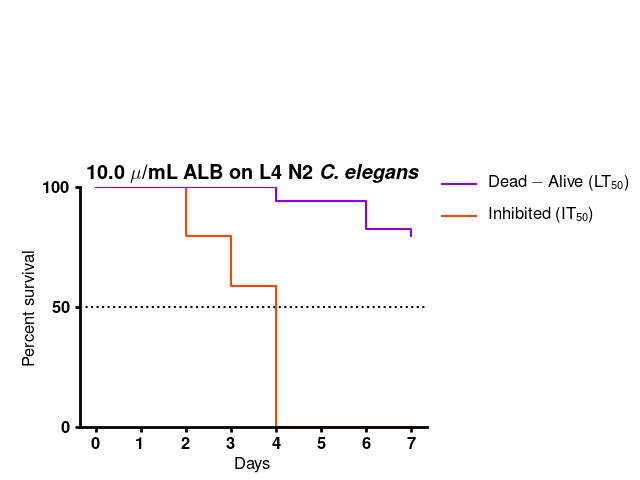 10.0 μ/mL ALB on L4 N2 C. elegans
Dead − Alive (LT50)
Inhibited (IT50)
Percent survival
100
50
0
0 1 2 3 4 5 6 7
Days